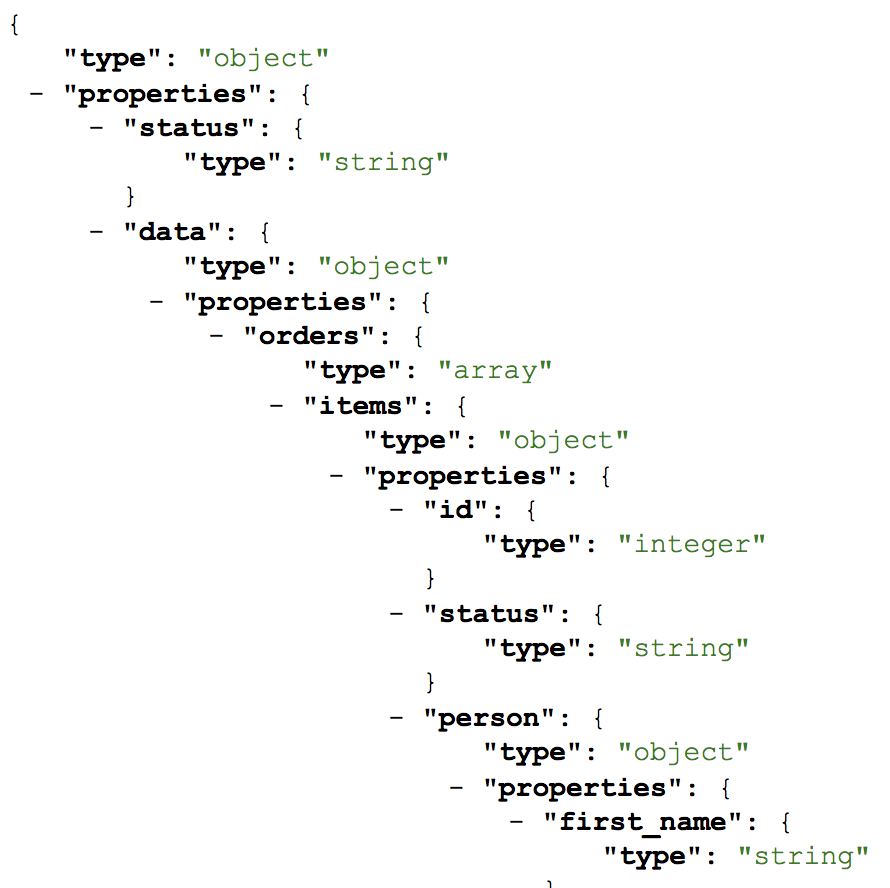 {
"type": "object"
- "properties": {
- "status": {
"type": "string"
}
- "data": {
"type": "object"
- "properties": {
- "orders": {
"type": "array"
- "items": {
"type": "object"
- "properties": {
- "id": {
"type": "integer"
}
- "status": {
"type": "string"
}
- "person": {
"type": "object"
- "properties": {
- "first_name": {
"type": "string"
}